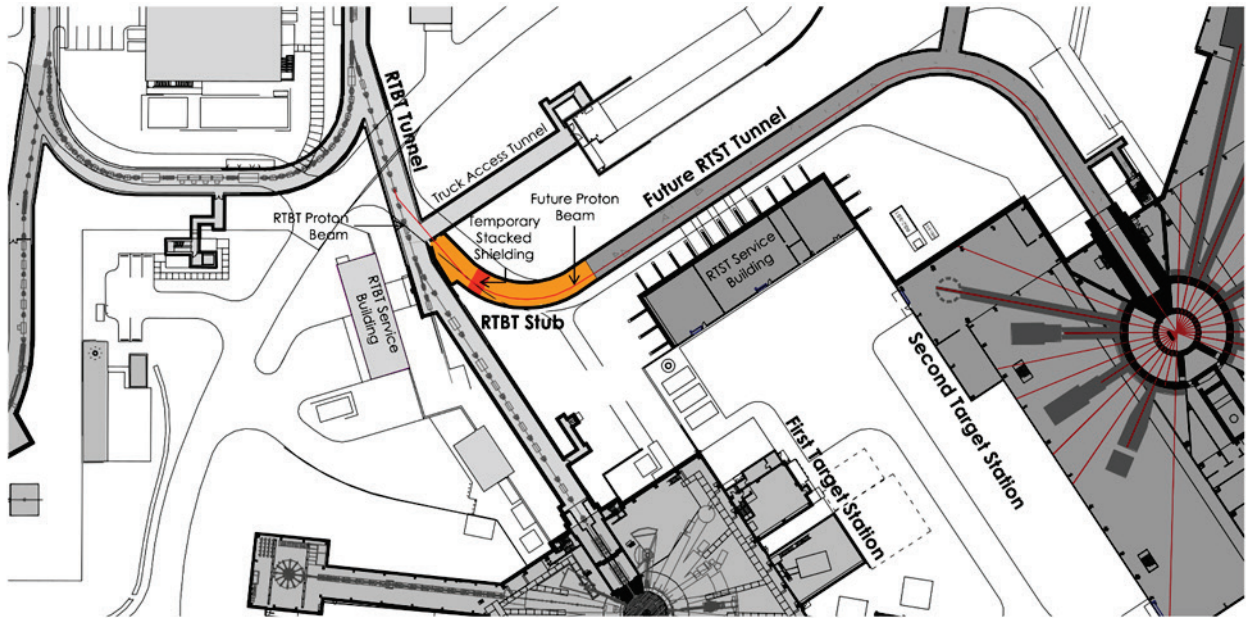 RTBT Tunnel
Truck Access Tunnel
Future RTST Tunnel
RTBT Proton
Beam
Temporary
Stacked
Shielding
Future Proton
Beam
RTBT Stub
RTBT Service
Building
RTST Service
Building
First Target
Station
Second Target Station